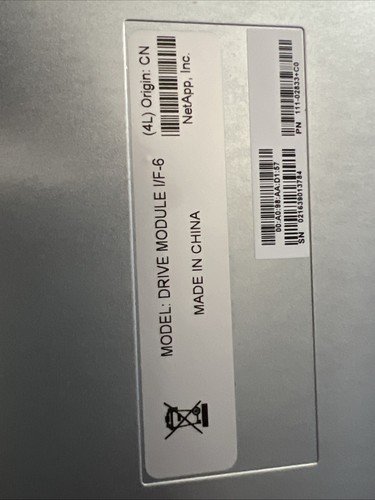 (4L) Origin: CN
NetApp, Inc.
MODEL: DRIVE MODULE I/F-6
MADE IN CHINA
PN 111-02833+C0
00:A0:98:AA:D1:57
SN 021639013784